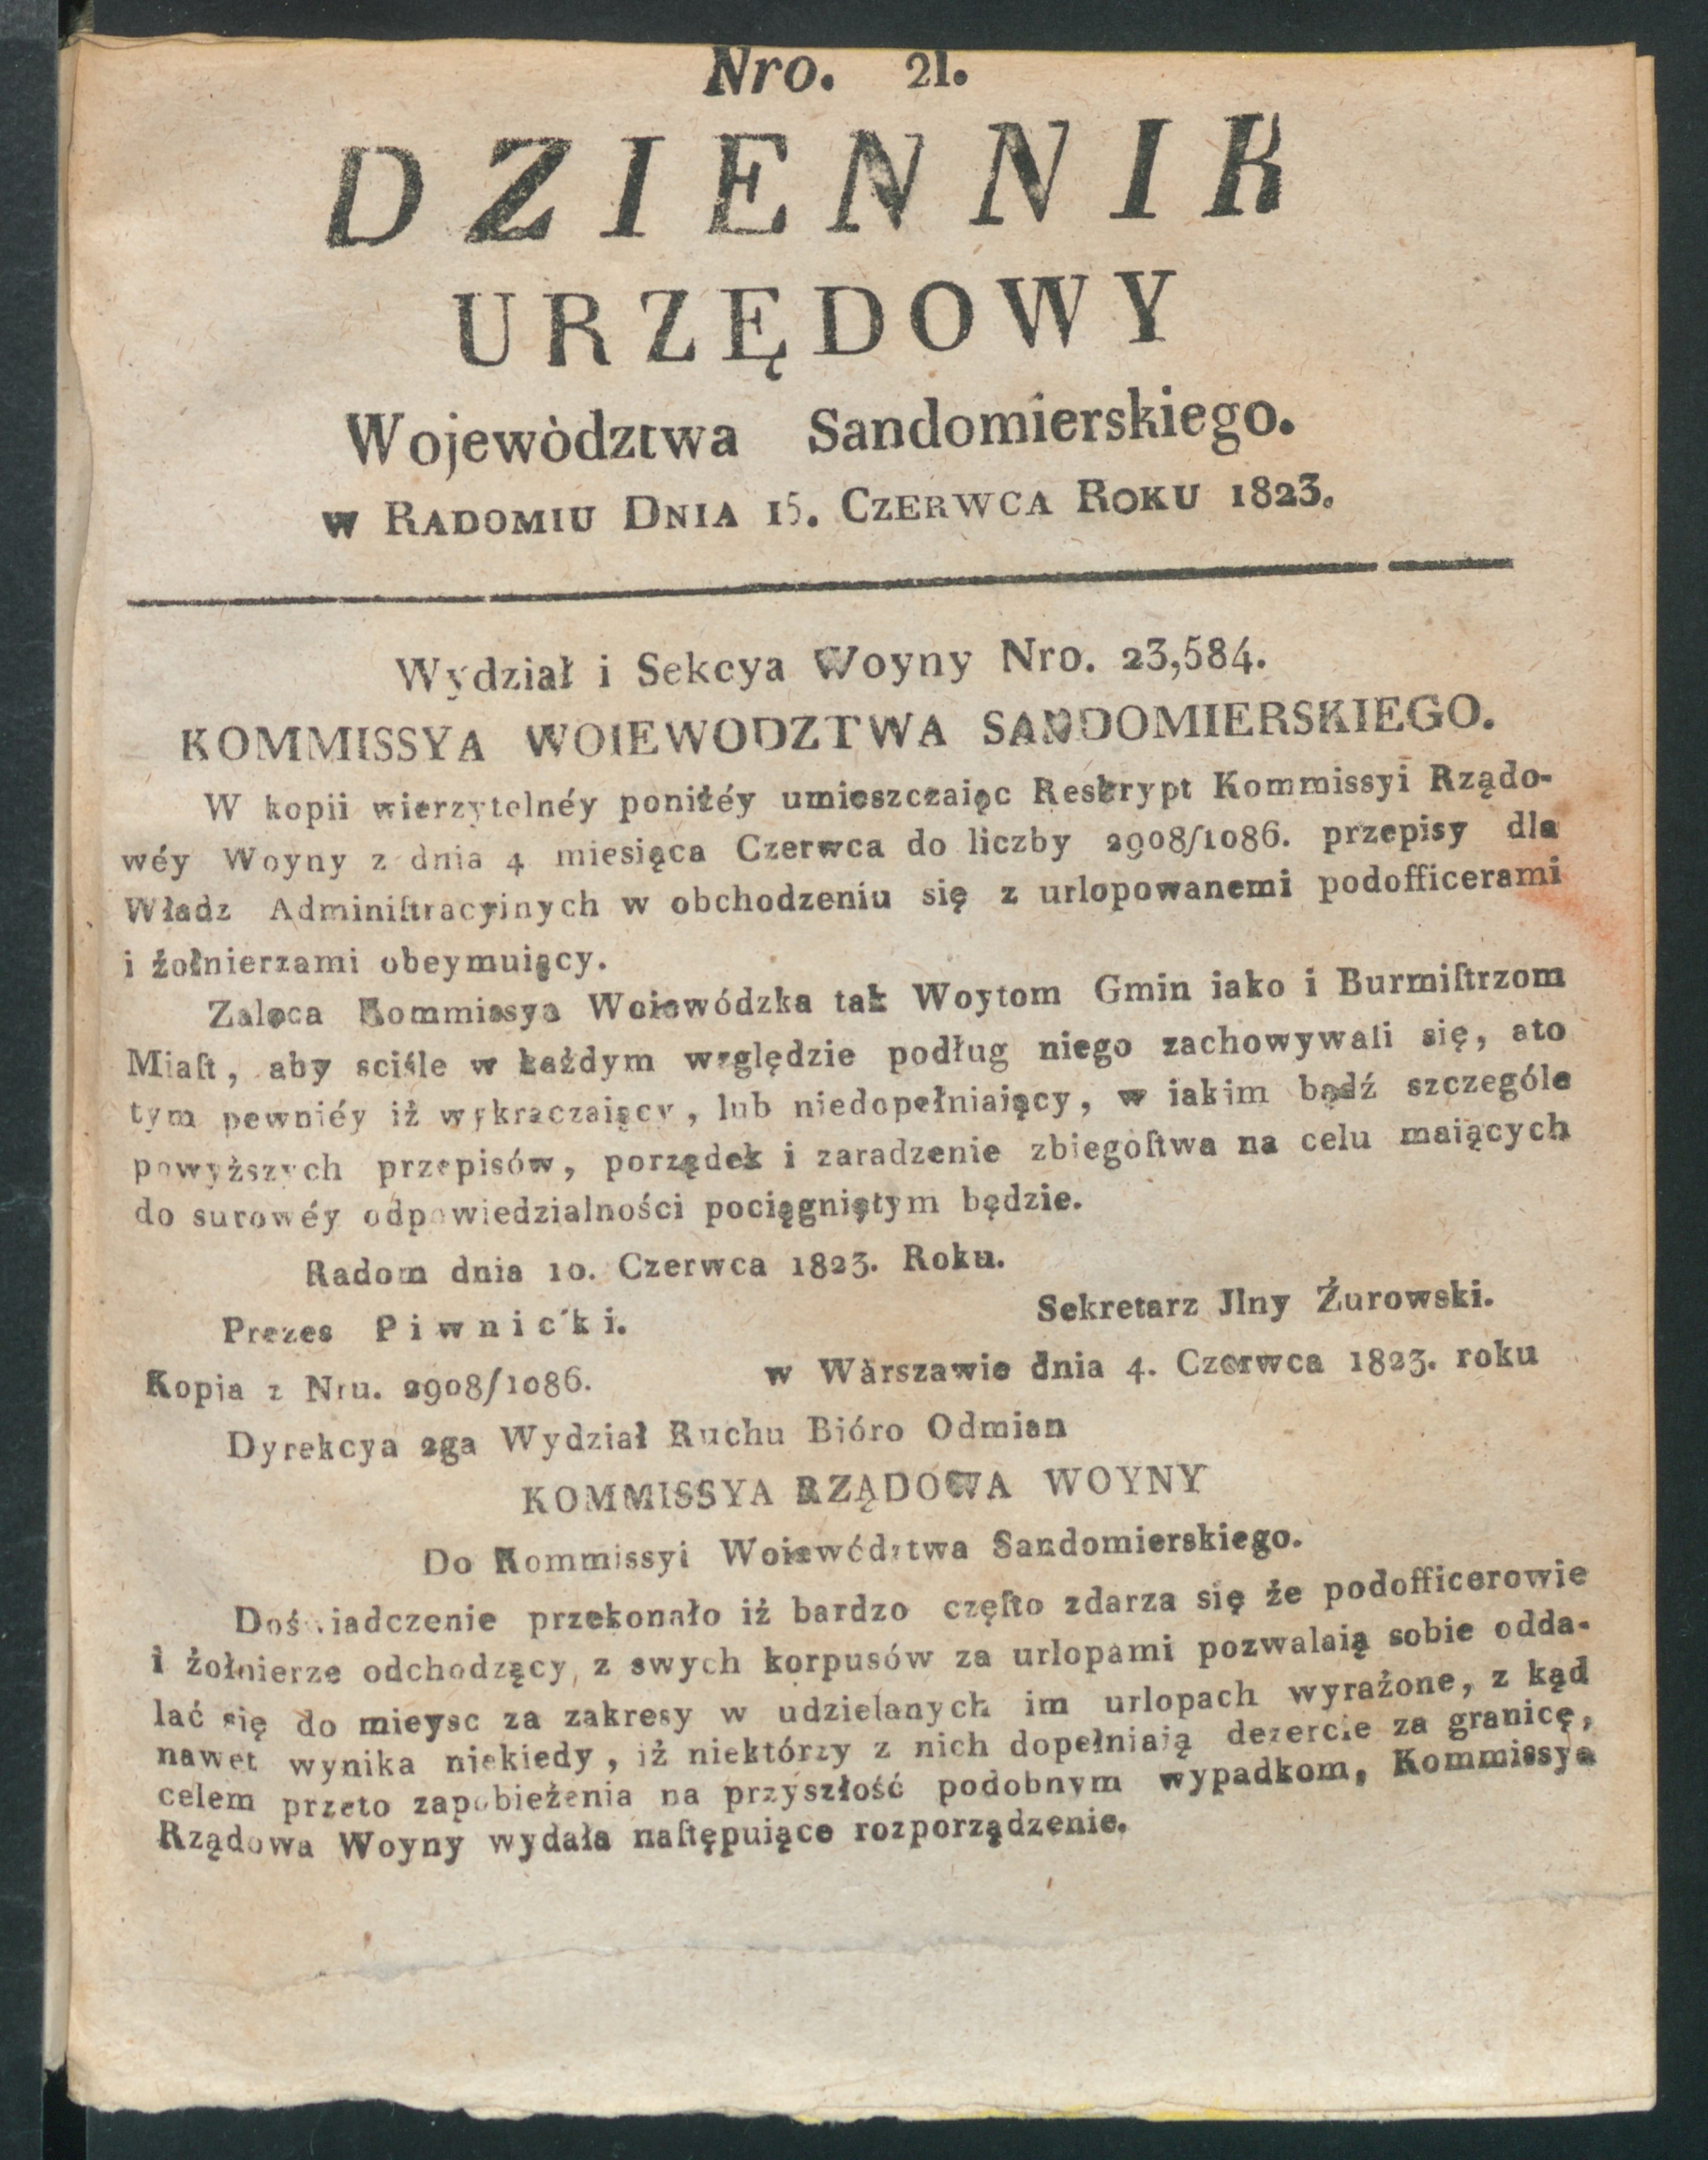 Nro. 21.
DZIENNIK
URZĘDOWY
Wojewòdztwa Sandomierskiego.
w Radomiu Dnia 15. Czerwca Roku 1823.
Wydział i Sekcya Woyny Nro. 23,584.
KOMMISSYA WOIEWODZTWA SANDOMIERSKIEGO.
W kopii wierzytelnéy poniżéy umieszczaiąc Reskrypt Kommissyi Rządo-
wéy Woyny z dnia 4 miesiąca Czerwca do liczby 2908/1086. przepisy dla
Władz Adminiſtracyinych w obchodzeniu się z urlopowanemi podofficerami
i żołnierzami obeymuiący.
Zaleca Kommissya Woiewódzka tak Woytom Gmin iako i Burmiſtrzom
Miaſt, aby sciśle w każdym względzie podług niego zachowywali się, ato
tym pewniéy iż wykraczaiący, lub niedopełniaiący, w iakim bądź szczególe
powyższych przepisów, porządek i zaradzenie zbiegoſtwa na celu maiących
do surowéy odpowiedzialności pociągniętym będzie.
Radom dnia 10. Czerwca 1823. Roku.
Prezes Piwnicki.
Sekretarz Jlny Żurowski.
Kopia z Nru. 2908/1086.
w Warszawie dnia 4. Czerwca 1823. roku
Dyrekcya 2ga Wydział Ruchu Bióro Odmian
KOMMISSYA RZĄDOWA WOYNY
Do Kommissyi Woiewództwa Sandomierskiego.
Doświadczenie przekonało iż bardzo częſto zdarza się że podofficerowie
i żołnierze odchodzący, z swych korpusów za urlopami pozwalaią sobie odda-
lać się do mieysc za zakresy w udzielanych im urlopach wyrażone, z kąd
nawet wynika niekiedy, iż niektórzy z nich dopełniaią dezercie za granicę,
celem przeto zapobieżenia na przyszłość podobnym wypadkom, Kommissya
Rządowa Woyny wydała naſtępuiące rozporządzenie.